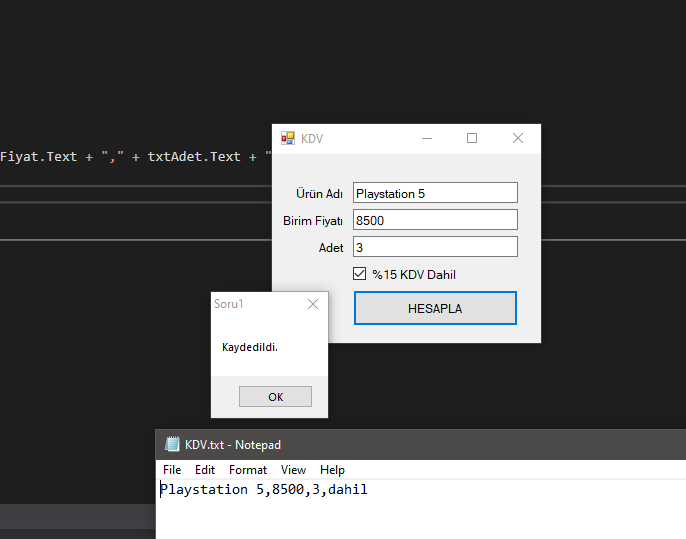 Fiyat.Text + "," + txtAdet.Text + "
KDV
Ürün Adı Playstation 5
Birim Fiyatı 8500
Adet 3
%15 KDV Dahil
HESAPLA
Soru1
Kaydedildi.
OK
KDV.txt - Notepad
File Edit Format View Help
Playstation 5,8500,3,dahil